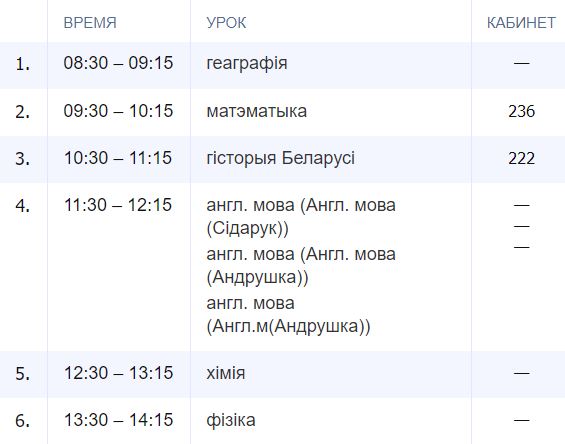 ВРЕМЯ УРОК КАБИНЕТ
1. 08:30 – 09:15 геаграфія —
2. 09:30 – 10:15 матэматыка 236
3. 10:30 – 11:15 гісторыя Беларусі 222
4. 11:30 – 12:15 англ. мова (Англ. мова —
(Сідарук)) —
англ. мова (Англ. мова —
(Андрушка))
англ. мова
(Англ.м(Андрушка))
5. 12:30 – 13:15 хімія —
6. 13:30 – 14:15 фізіка —